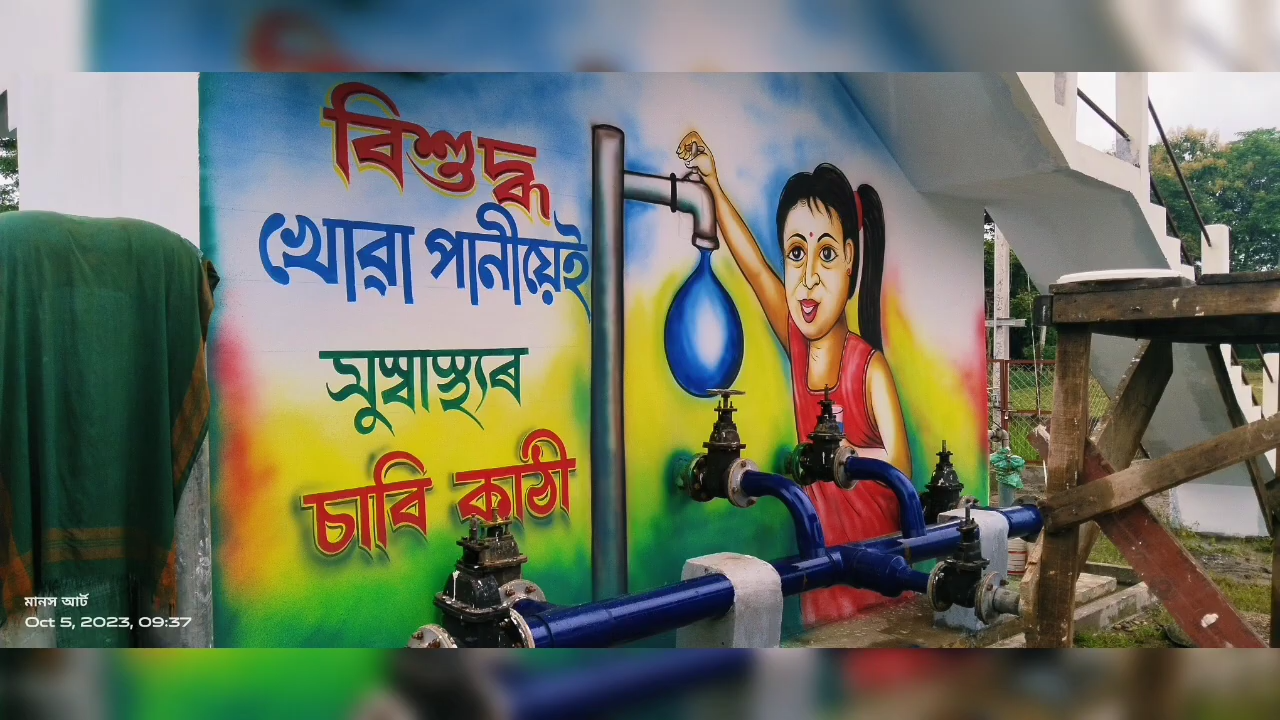 বিশুদ্ধ
খোৱা পানীয়েই
সুস্বাস্থ্যৰ
চাবি কাঠী
মানস আৰ্ট
Oct 5, 2023, 09:37